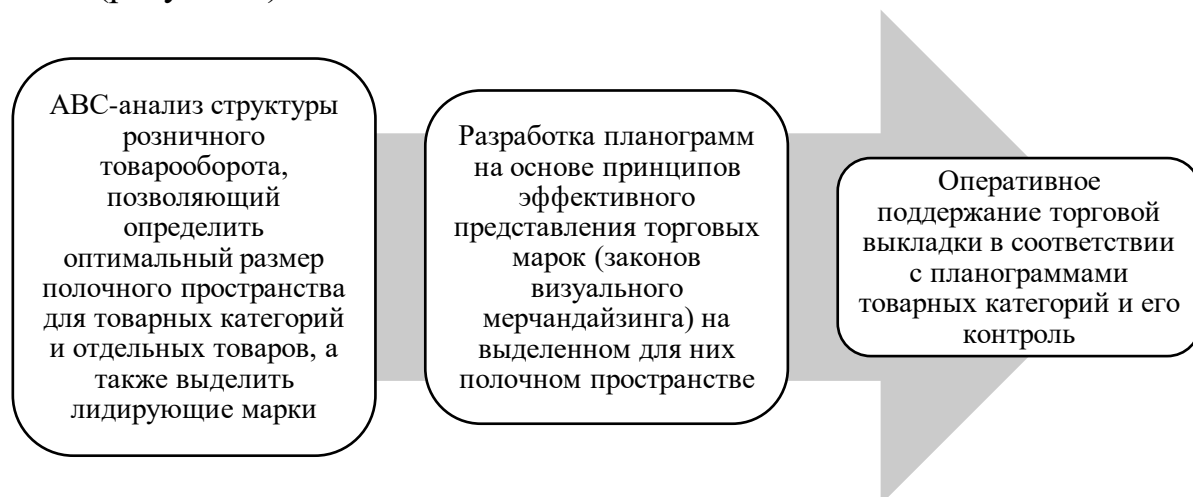 АВС-анализ структуры
розничного
товарооборота,
позволяющий
определить
оптимальный размер
полочного пространства
для товарных категорий
и отдельных товаров, а
также выделить
лидирующие марки
Разработка планограмм
на основе принципов
эффективного
представления торговых
марок (законов
визуального
мерчандайзинга) на
выделенном для них
полочном пространстве
Оперативное
поддержание торговой
выкладки в соответствии
с планограммами
товарных категорий и его
контроль